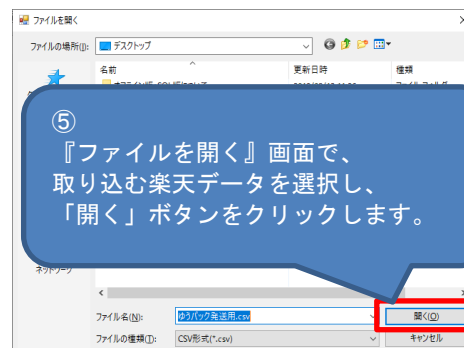 ファイルを開く
ファイルの場所(I):
デスクトップ
名前
更新日時
種類
⑤
『ファイルを開く』画面で、
取り込む楽天データを選択し、
「開く」ボタンをクリックします。
ネットワーク
ファイル名(N):
ゆうパック発送用.csv
開く(O)
ファイルの種類(T):
CSV形式(*.csv)
キャンセル